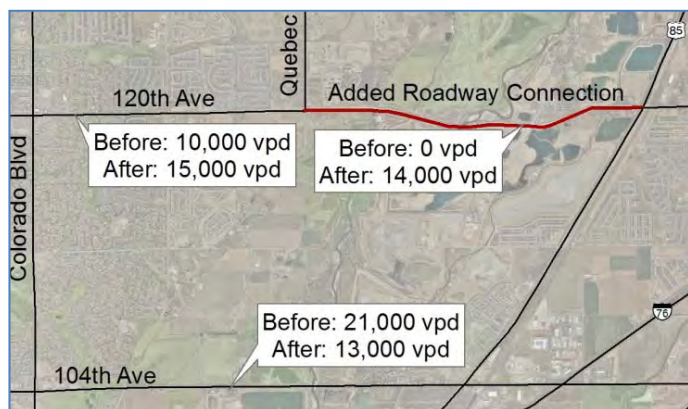 85
Quebec
120th Ave
Added Roadway Connection
Before: 10,000 vpd
After: 15,000 vpd
Before: 0 vpd
After: 14,000 vpd
Colorado Blvd
Before: 21,000 vpd
After: 13,000 vpd
76
104th Ave